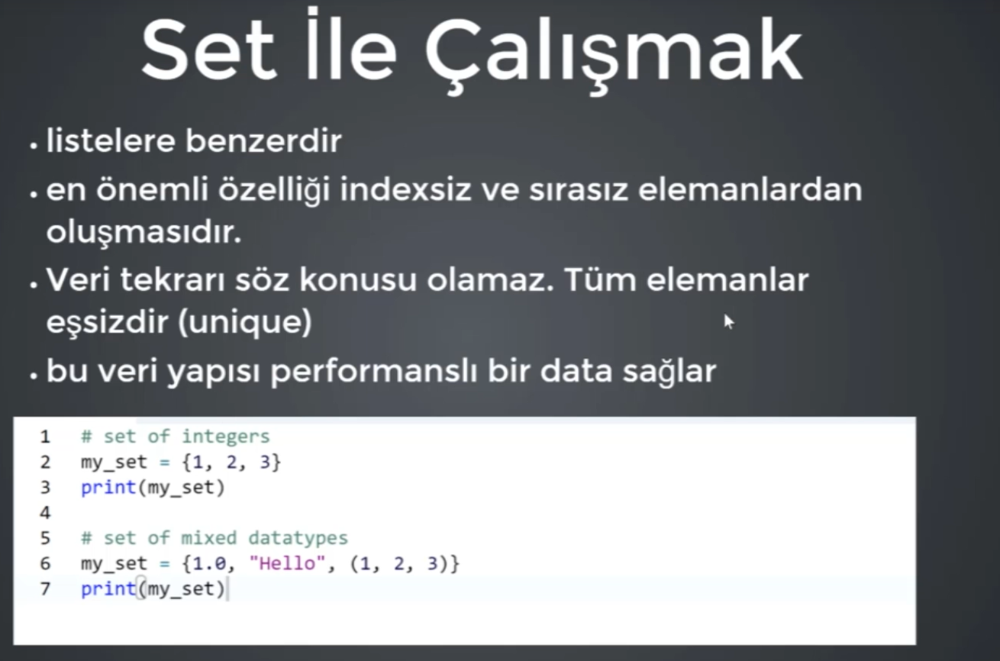 Set İle Çalışmak
• listelere benzerdir
• en önemli özelliği indexsiz ve sırasız elemanlardan
oluşmasıdır.
• Veri tekrarı söz konusu olamaz. Tüm elemanlar
eşsizdir (unique)
• bu veri yapısı performanslı bir data sağlar
1 # set of integers
2 my_set = {1, 2, 3}
3 print(my_set)
4
5 # set of mixed datatypes
6 my_set = {1.0, "Hello", (1, 2, 3)}
7 print(my_set)